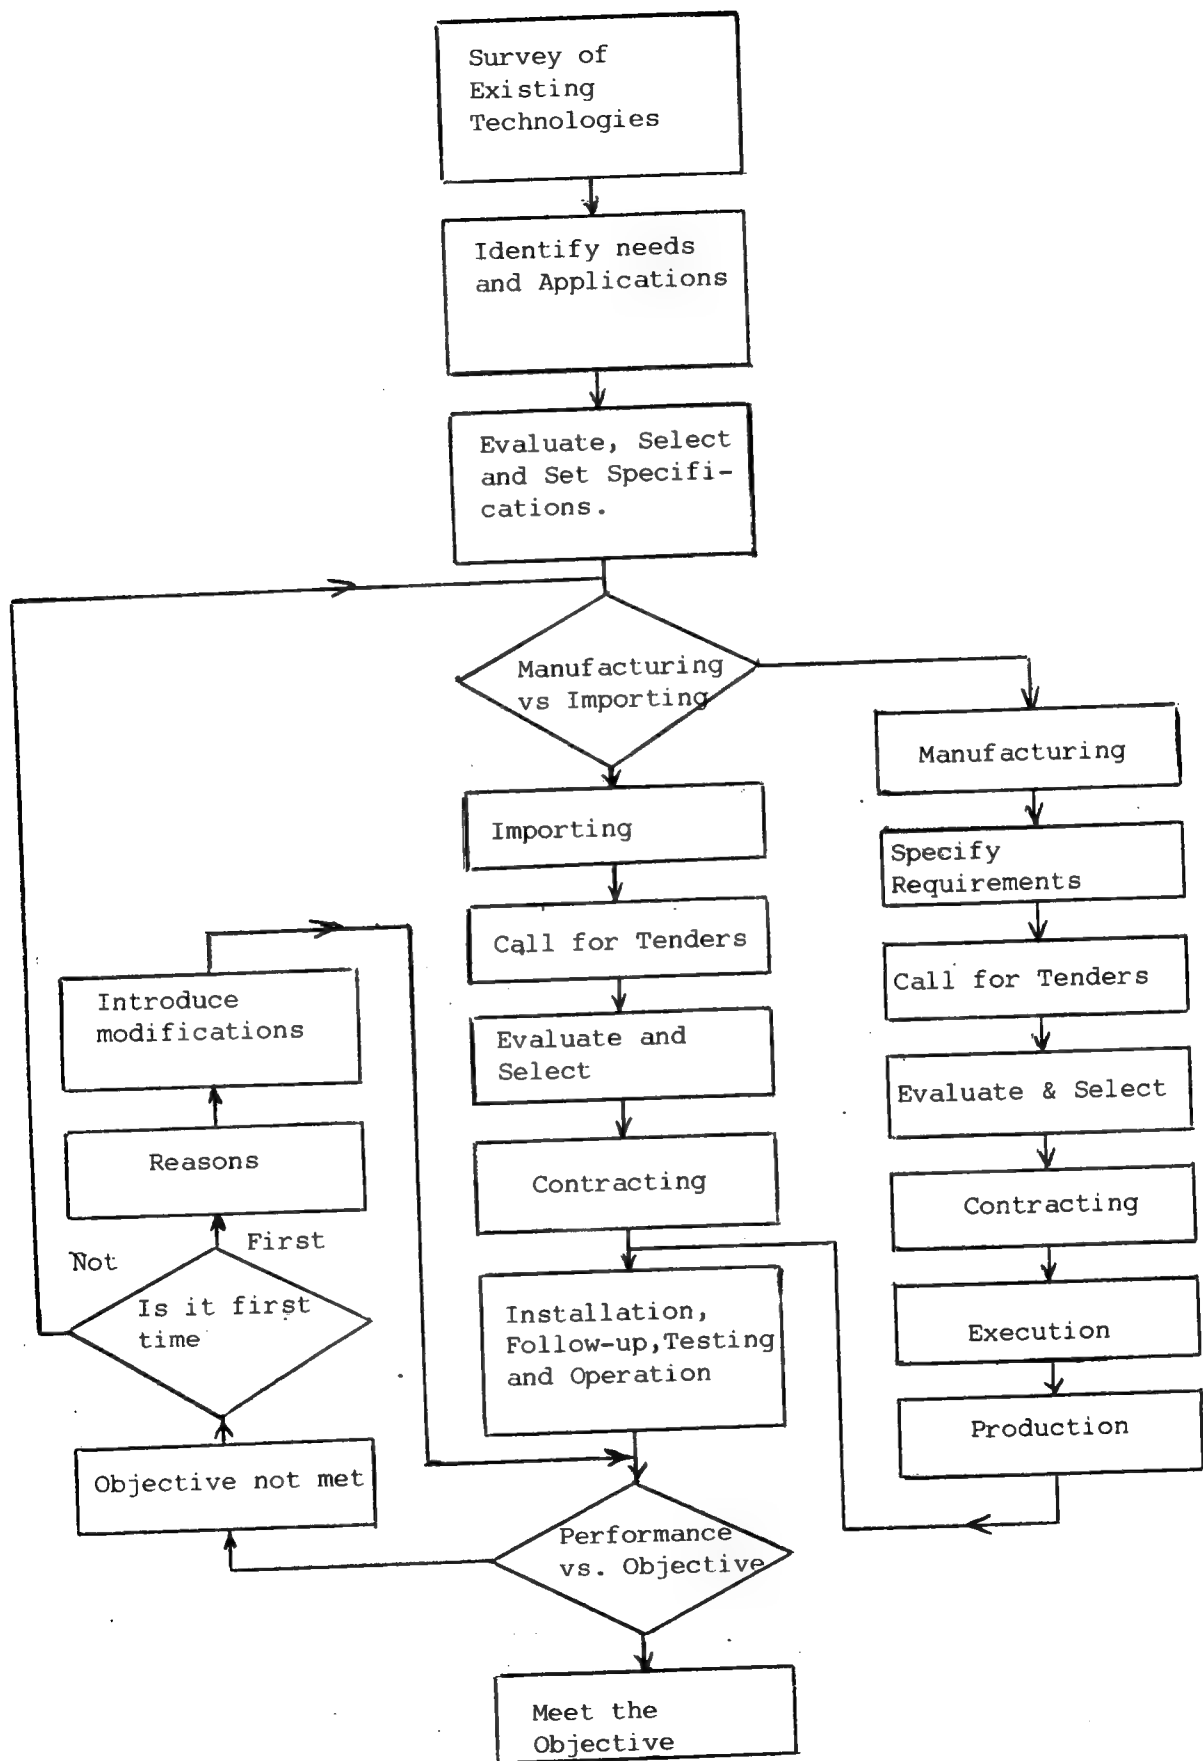 Survey of
Existing
Technologies
Identify needs
and Applications
Evaluate, Select
and Set Specifi-
cations.
Manufacturing
vs Importing
Importing
Call for Tenders
Evaluate and
Select
Contracting
Installation,
Follow-up,Testing
and Operation
Performance
vs. Objective
Meet the
Objective
Manufacturing
Specify
Requirements
Call for Tenders
Evaluate & Select
Contracting
Execution
Production
Objective not met
Is it first
time
Not
First
Reasons
Introduce
modifications